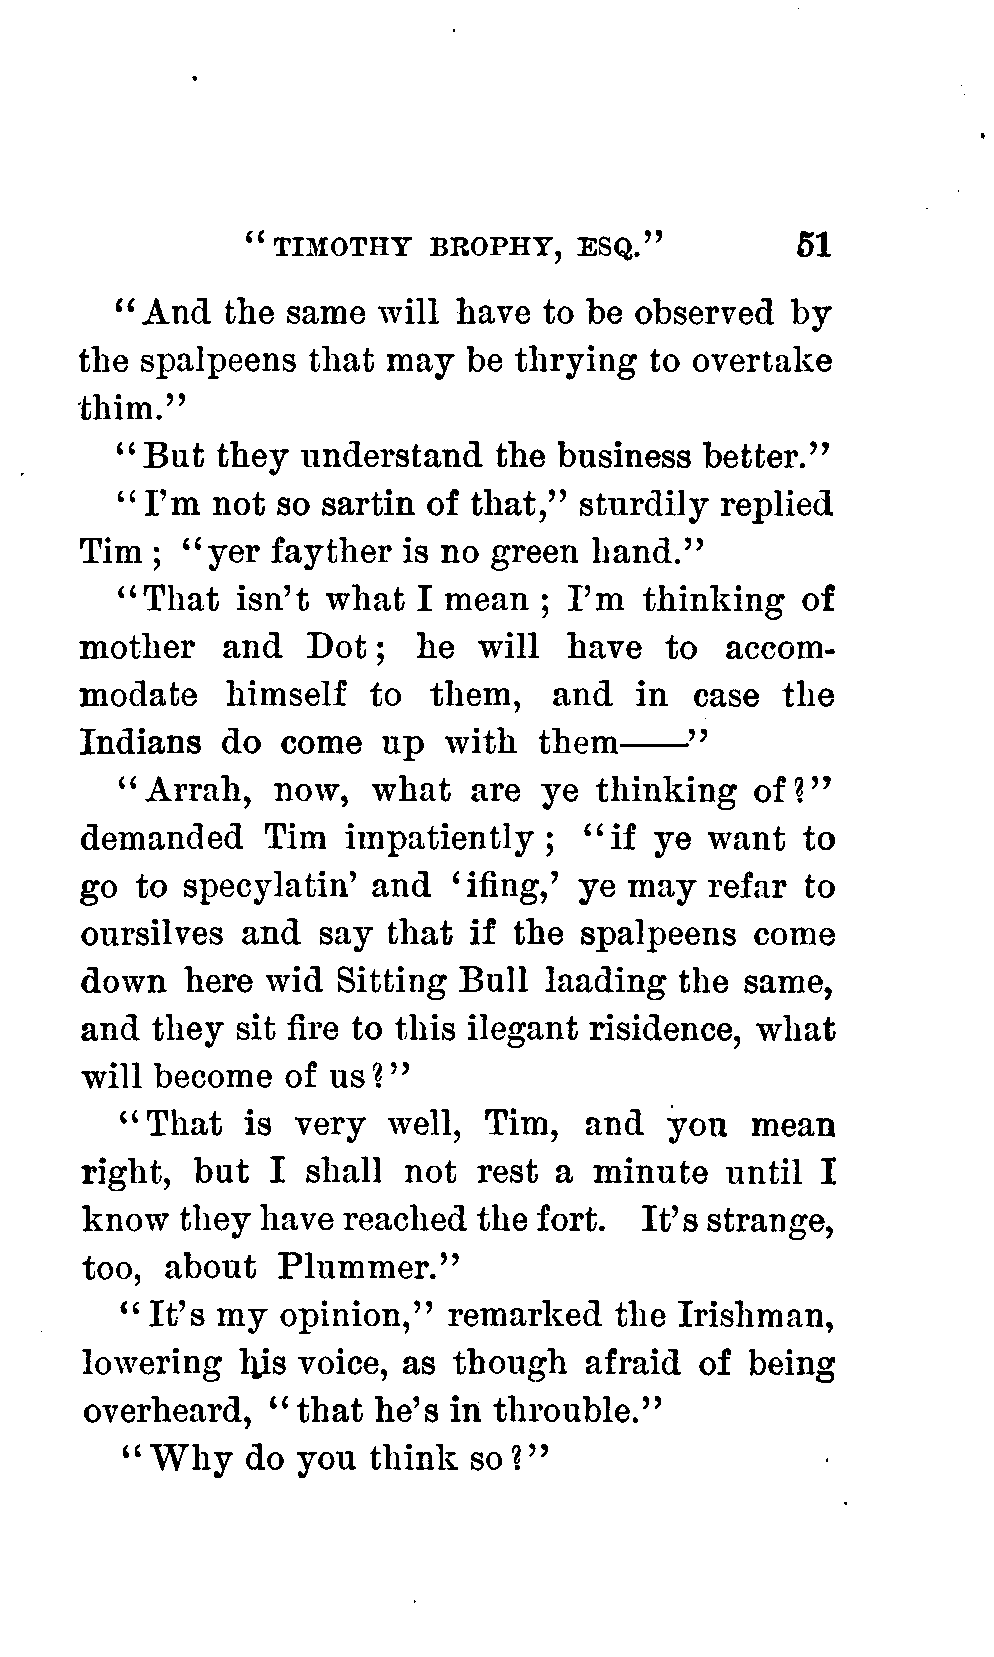 "TIMOTHY BROPHY, ESQ." 51
"And the same will have to be observed by
the spalpeens that may be thrying to overtake
thim."
"But they understand the business better."
"I'm not so sartin of that," sturdily replied
Tim; "yer fayther is no green hand."
"That isn't what I mean; I'm thinking of
mother and Dot; he will have to accom-
modate himself to them, and in case the
Indians do come up with them——"
"Arrah, now, what are ye thinking of?"
demanded Tim impatiently; "if ye want to
go to specylatin' and 'ifing,' ye may refar to
oursilves and say that if the spalpeens come
down here wid Sitting Bull laading the same,
and they sit fire to this ilegant risidence, what
will become of us?"
"That is very well, Tim, and you mean
right, but I shall not rest a minute until I
know they have reached the fort. It's strange,
too, about Plummer."
"It's my opinion," remarked the Irishman,
lowering his voice, as though afraid of being
overheard, "that he's in throuble."
"Why do you think so?"